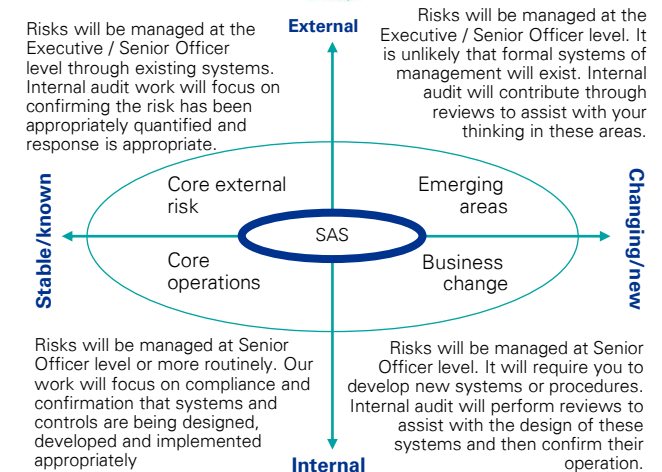 External
Risks will be managed at the
Executive / Senior Officer
level through existing systems.
Internal audit work will focus on
confirming the risk has been
appropriately quantified and
response is appropriate.
Risks will be managed at the
Executive / Senior Officer level. It
is unlikely that formal systems of
management will exist. Internal
audit will contribute through
reviews to assist with your
thinking in these areas.
Stable/known
Core external
risk
Emerging
areas
SAS
Core
operations
Business
change
Changing/new
Risks will be managed at Senior
Officer level or more routinely. Our
work will focus on compliance and
confirmation that systems and
controls are being designed,
developed and implemented
appropriately
Risks will be managed at Senior
Officer level. It will require you to
develop new systems or procedures.
Internal audit will perform reviews to
assist with the design of these
systems and then confirm their
operation.
Internal